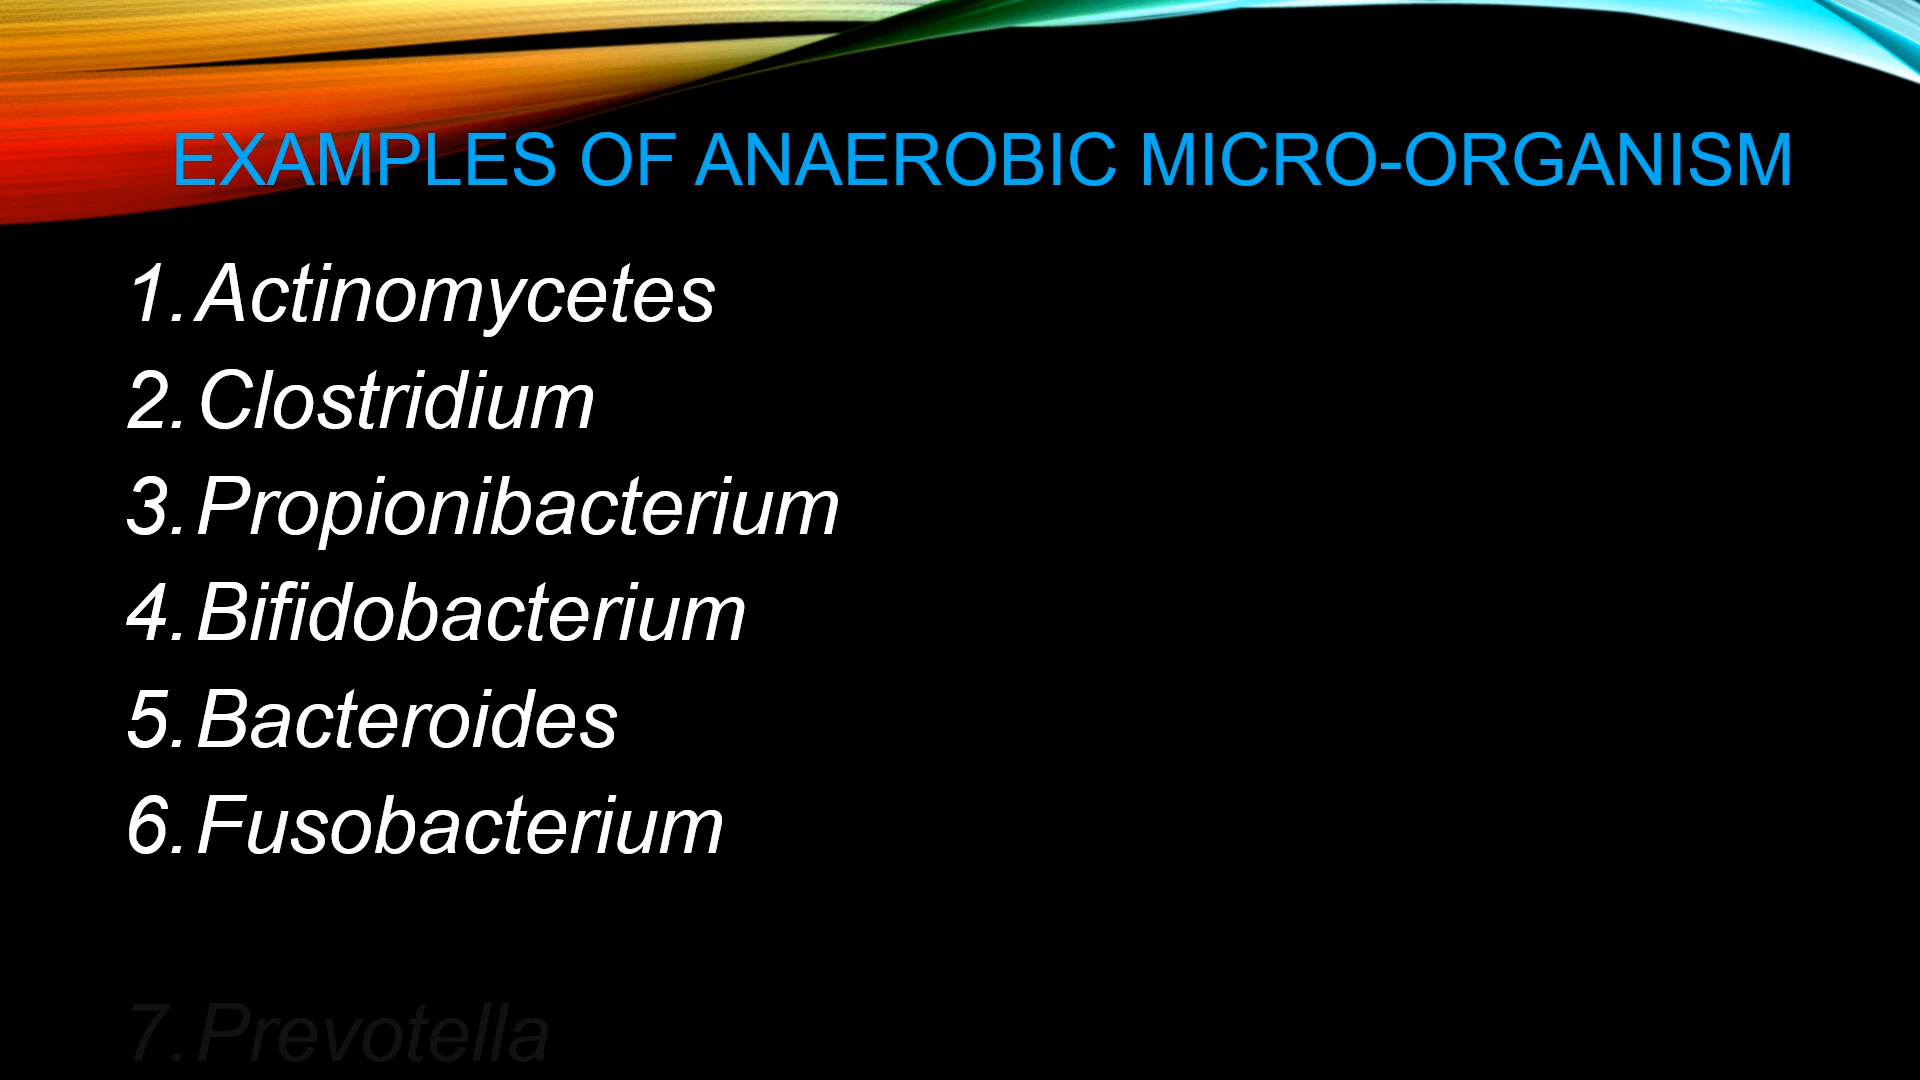 EXAMPLES OF ANAEROBIC MICRO-ORGANISM
1. Actinomycetes
2. Clostridium
3. Propionibacterium
4. Bifidobacterium
5. Bacteroides
6. Fusobacterium
7. Prevotella